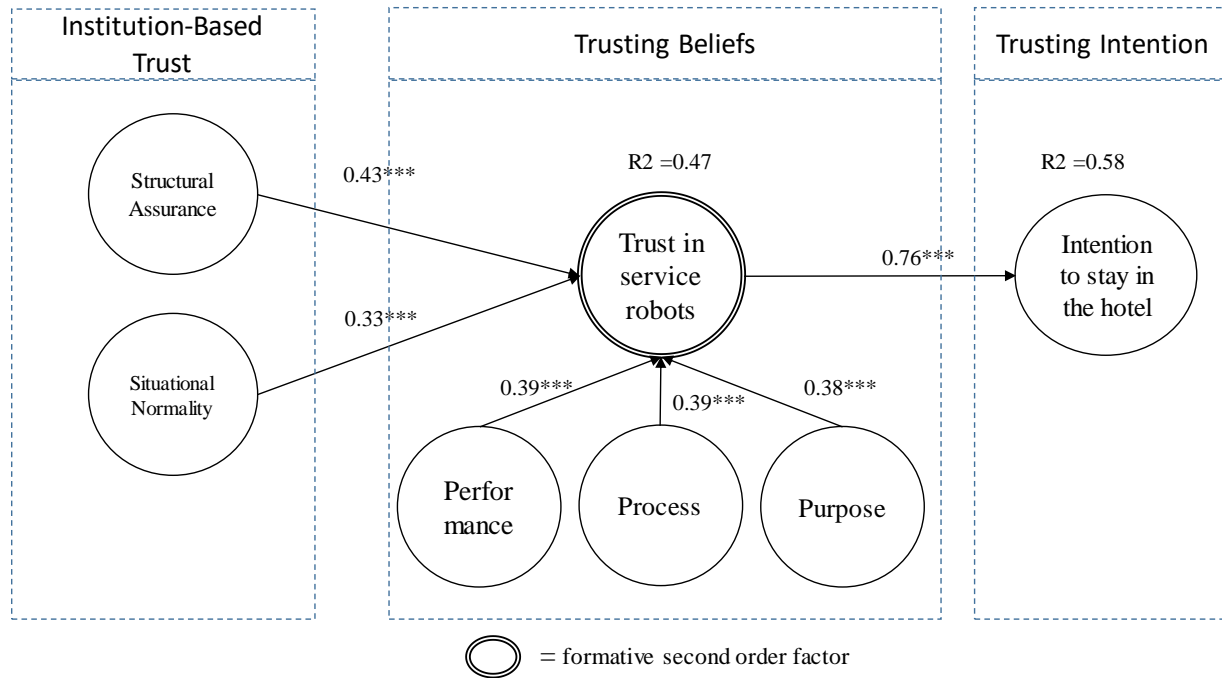 Institution-Based
Trust
Trusting Beliefs
Trusting Intention
Structural
Assurance
0.43***
R2 =0.47
R2 =0.58
Trust in
service
robots
0.76***
Intention
to stay in
the hotel
Situational
Normality
0.33***
0.39***
0.39***
0.38***
Perfor
mance
Process
Purpose
= formative second order factor